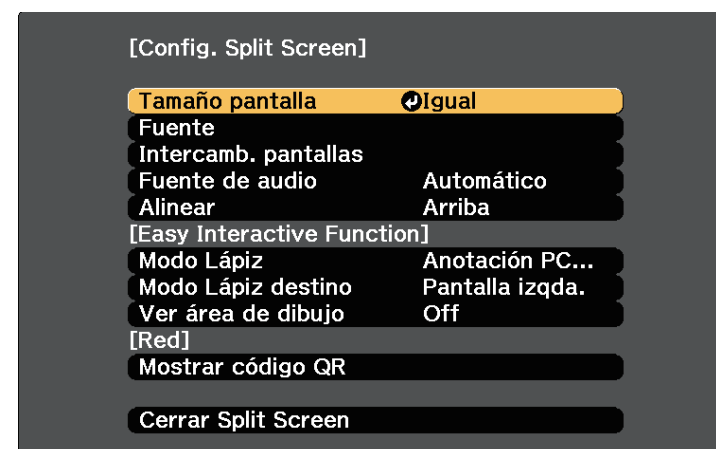 [Config. Split Screen]
Tamaño pantalla Igual
Fuente
Intercamb. pantallas
Fuente de audio Automático
Alinear Arriba
[Easy Interactive Function]
Modo Lápiz Anotación PC...
Modo Lápiz destino Pantalla izqda.
Ver área de dibujo Off
[Red]
Mostrar código QR
Cerrar Split Screen